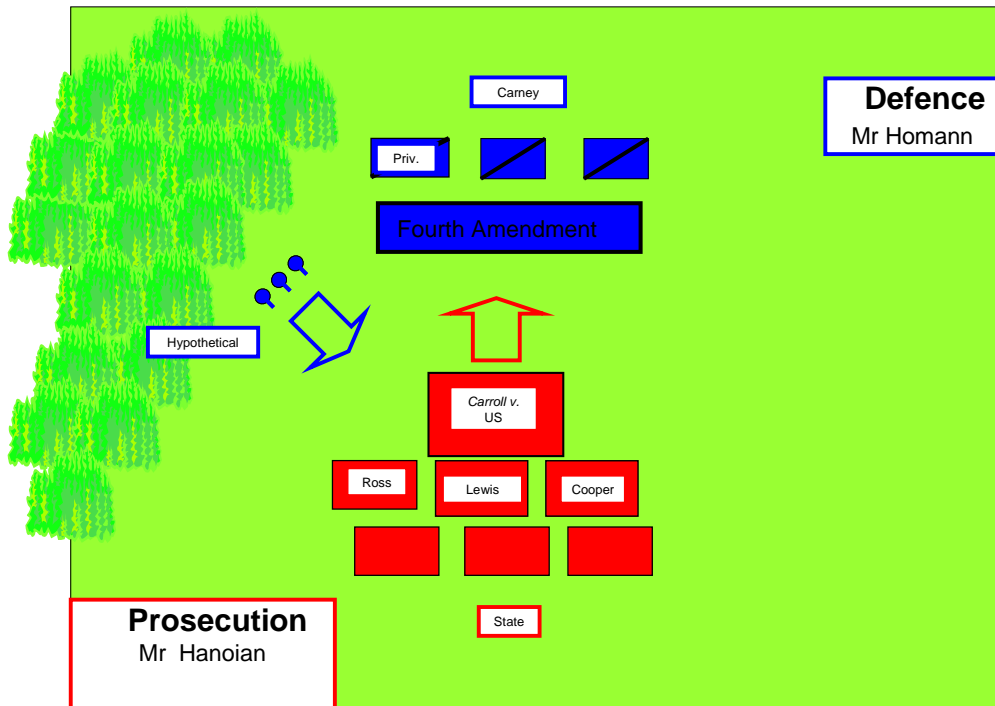 Carney
Defence
Mr Homann
Priv.
Fourth Amendment
Hypothetical
Carroll v.
US
Ross
Lewis
Cooper
Prosecution
Mr Hanoian
State